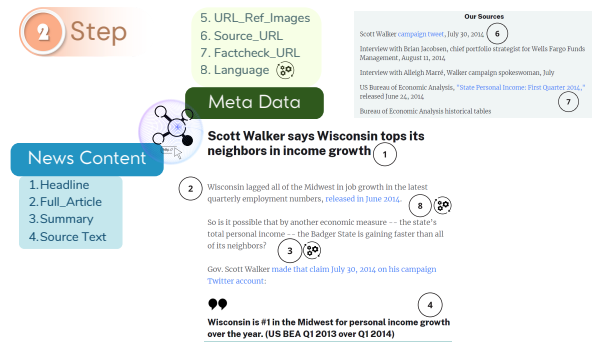 2 Step
5. URL_Ref_Images
6. Source_URL
7. Factcheck_URL
8. Language
Meta Data
News Content
1.Headline
2.Full_Article
3.Summary
4.Source Text
Our Sources
Scott Walker campaign tweet, July 30, 2014 6
Interview with Brian Jacobsen, chief portfolio strategist for Wells Fargo Funds
Management, August 11, 2014
Interview with Alleigh Marré, Walker campaign spokeswoman, July
US Bureau of Economic Analysis, "State Personal Income: First Quarter 2014,"
released June 24, 2014 7
Bureau of Economic Analysis historical tables
Scott Walker says Wisconsin tops its
neighbors in income growth 1
2 Wisconsin lagged all of the Midwest in job growth in the latest
quarterly employment numbers, released in June 2014.
8
So is it possible that by another economic measure -- the state's
total personal income -- the Badger State is gaining faster than all
of its neighbors?
3
Gov. Scott Walker made that claim July 30, 2014 on his campaign
Twitter account:
4
Wisconsin is #1 in the Midwest for personal income growth
over the year. (US BEA Q1 2013 over Q1 2014)